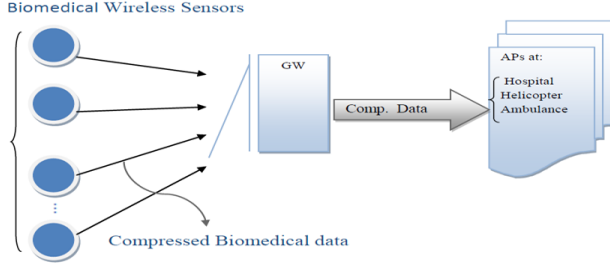 Biomedical Wireless Sensors
GW
APs at:
Hospital
Helicopter
Ambulance
Comp. Data
Compressed Biomedical data